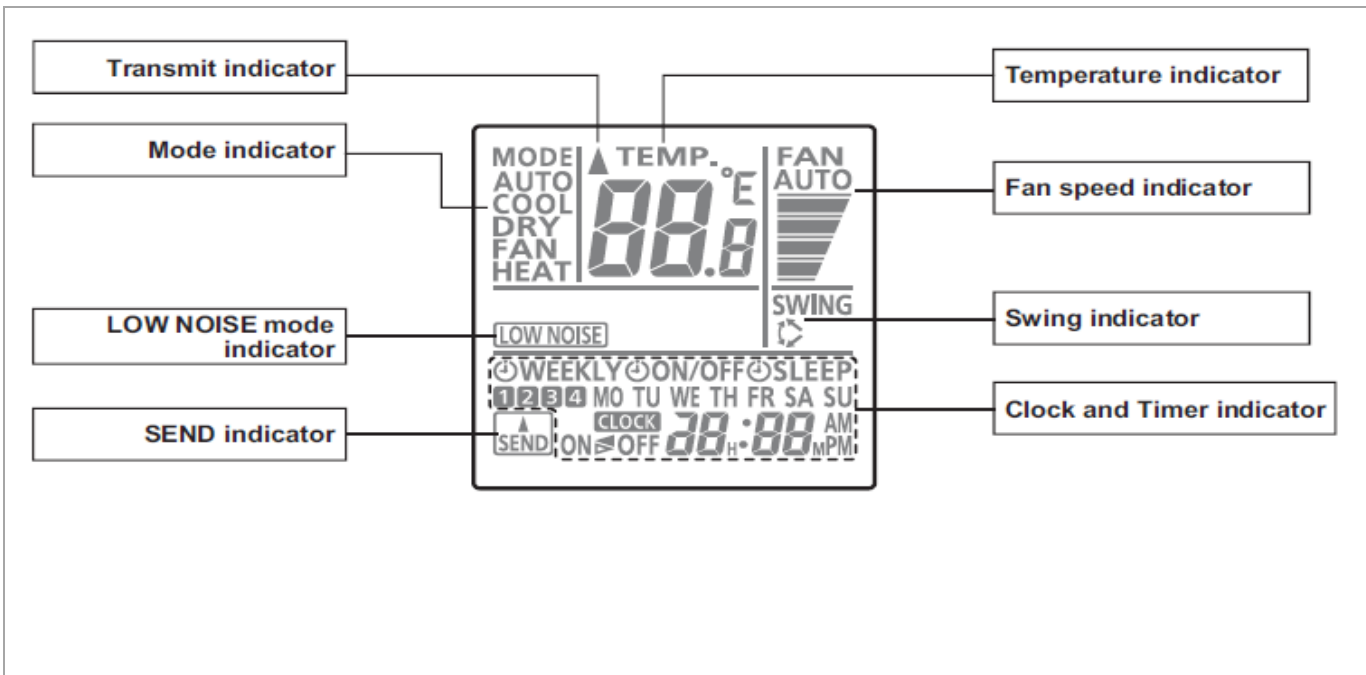 Transmit indicator
Temperature indicator
Mode indicator
Fan speed indicator
LOW NOISE mode
indicator
Swing indicator
SEND indicator
Clock and Timer indicator
MODE
AUTO
COOL
DRY
FAN
HEAT
TEMP.
88.8
°E
FAN
AUTO
SWING
LOW NOISE
WEEKLY ON/OFF SLEEP
1 2 3 4 MO TU WE TH FR SA SU
CLOCK AM
SEND ON OFF 28H:88M PM